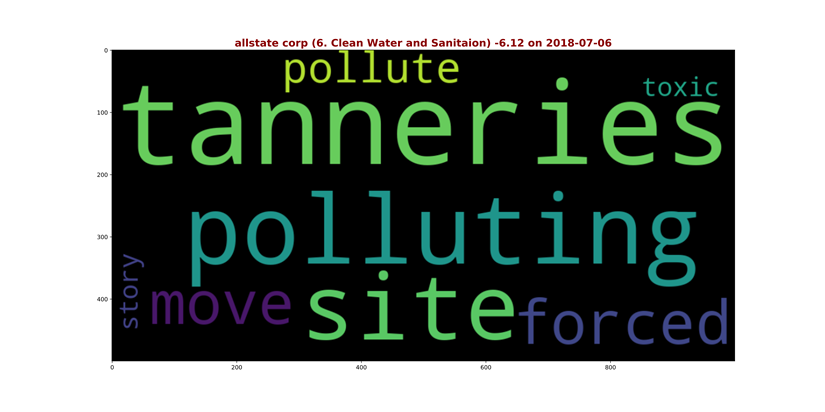 allstate corp (6. Clean Water and Sanitaion) -6.12 on 2018-07-06
0
100
200
300
400
pollute
toxic
tanneries
polluting
story
move
site
forced
0
200
400
600
800